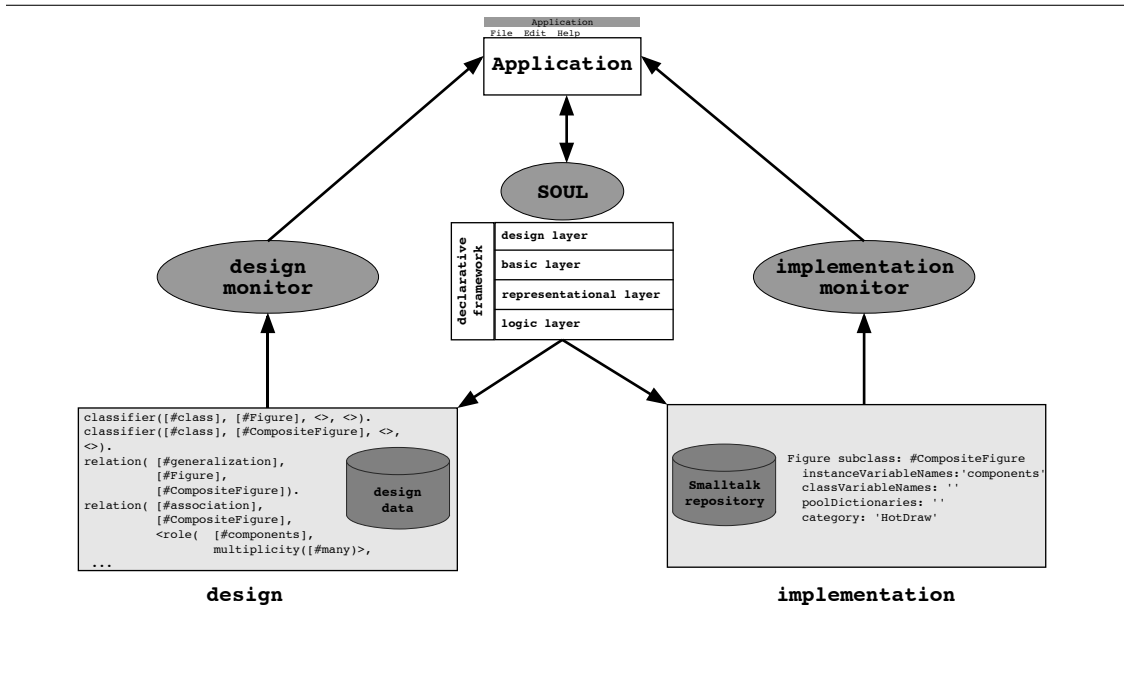 Application
File Edit Help
Application
SOUL
declarative
framework
design layer
basic layer
representational layer
logic layer
design
monitor
implementation
monitor
classifier([#class], [#Figure], <>, <>).
classifier([#class], [#CompositeFigure], <>,
<>).
relation( [#generalization],
[#Figure],
[#CompositeFigure]).
relation( [#association],
[#CompositeFigure],
<role( [#components],
multiplicity([#many)>,
...
design
data
Smalltalk
repository
Figure subclass: #CompositeFigure
instanceVariableNames:'components'
classVariableNames: ''
poolDictionaries: ''
category: 'HotDraw'
design
implementation